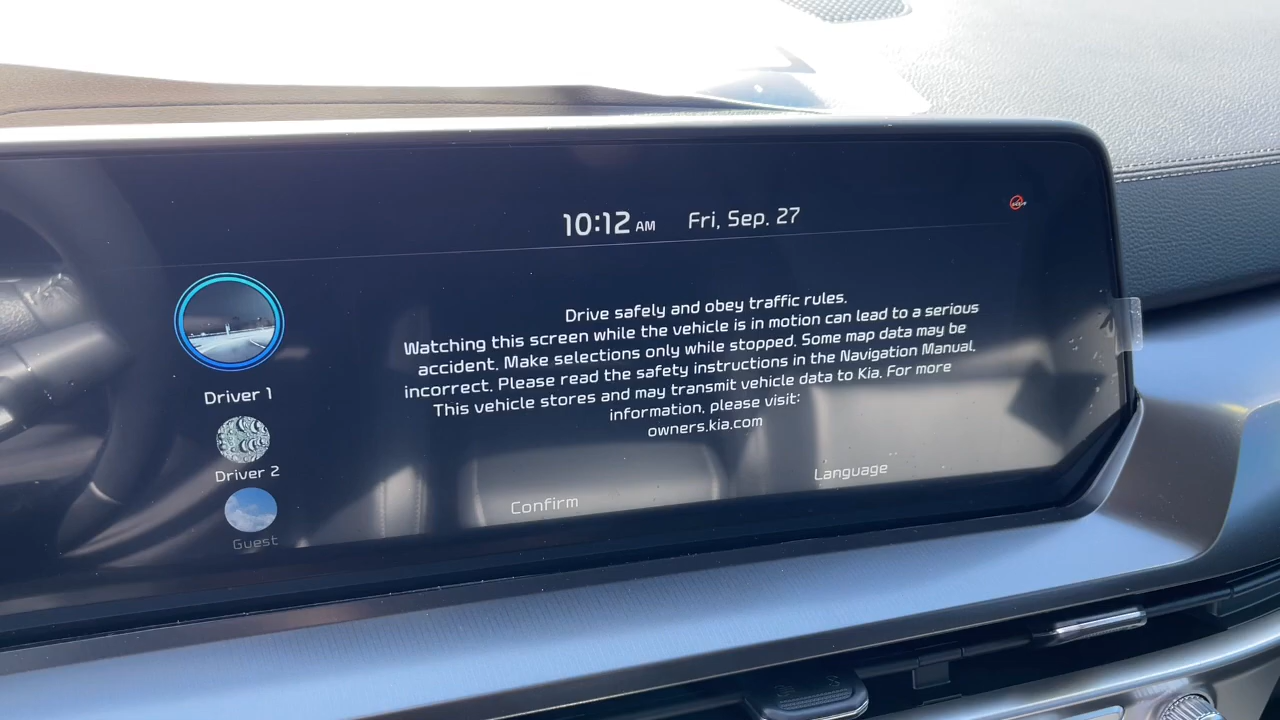 10:12 AM Fri, Sep. 27
Drive safely and obey traffic rules.
Watching this screen while the vehicle is in motion can lead to a serious
accident. Make selections only while stopped. Some map data may be
incorrect. Please read the safety instructions in the Navigation Manual.
This vehicle stores and may transmit vehicle data to Kia. For more
information, please visit:
owners.kia.com
Driver 1
Driver 2
Guest
Confirm
Language